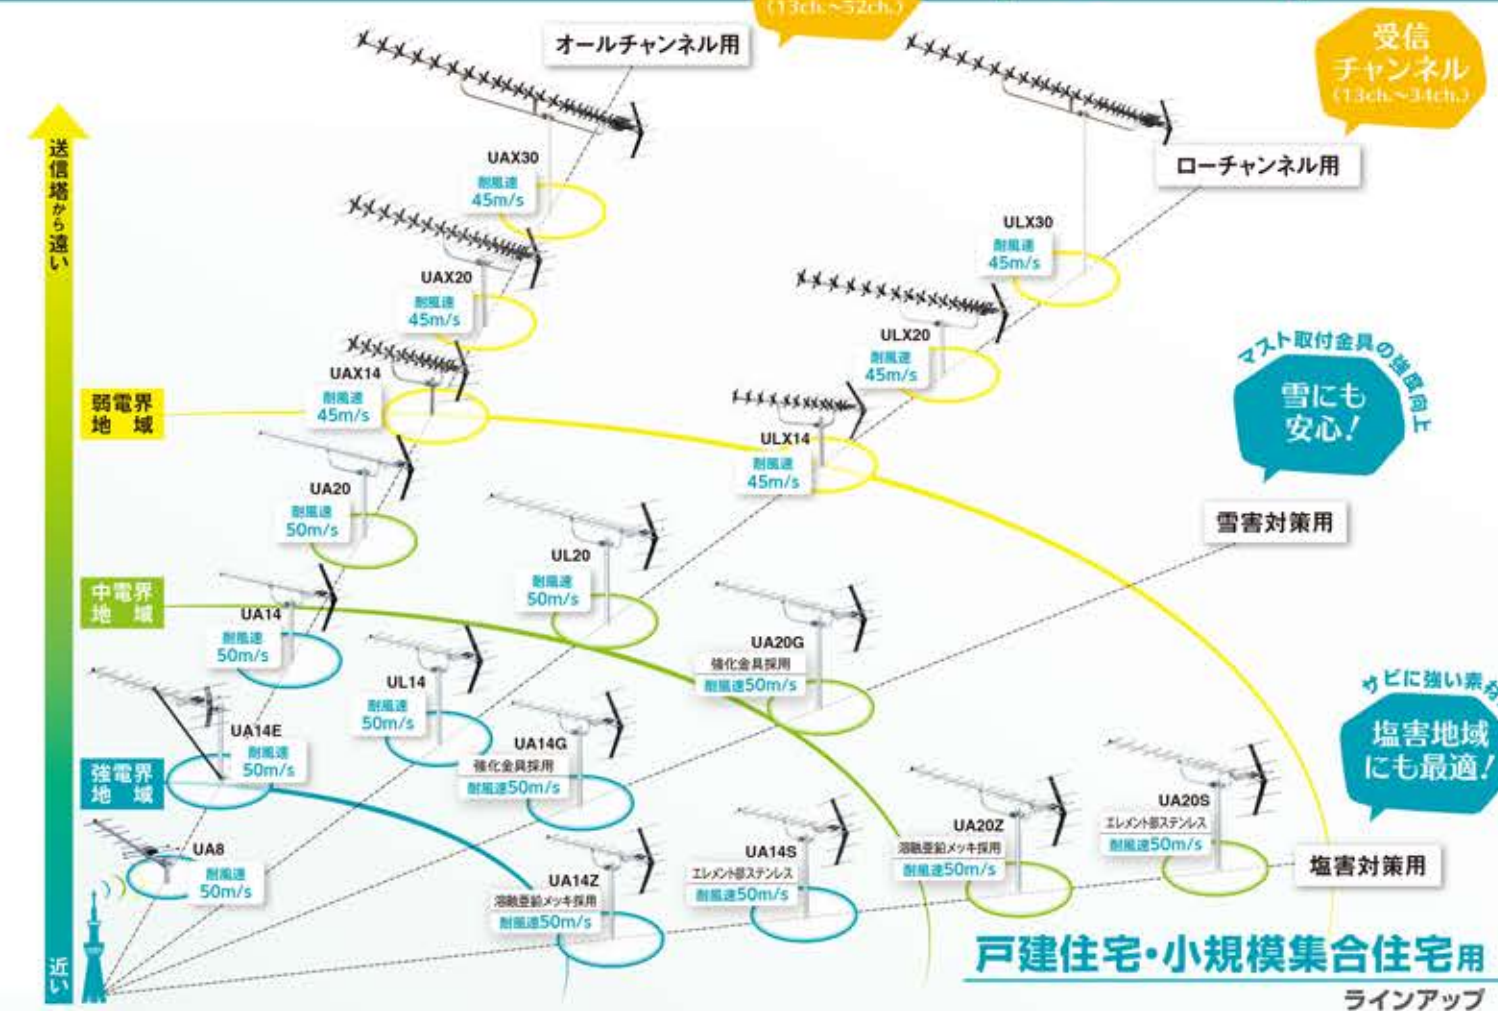 (13ch.～52ch.)
オールチャンネル用
受信
チャンネル
(13ch.～34ch.)
ローチャンネル用
送信塔から遠い
UAX30
耐風速
45m/s
UAX20
耐風速
45m/s
UAX14
耐風速
45m/s
ULX30
耐風速
45m/s
ULX20
耐風速
45m/s
ULX14
耐風速
45m/s
マスト取付金具の強度向上
雪にも
安心!
雪害対策用
弱電界
地域
UA20
耐風速
50m/s
UL20
耐風速
50m/s
中電界
地域
UA14
耐風速
50m/s
UL14
耐風速
50m/s
UA20G
強化金具採用
耐風速50m/s
UA14E
耐風速
50m/s
UA14G
強化金具採用
耐風速50m/s
強電界
地域
サビに強い素
塩害地域
にも最適!
UA8
耐風速
50m/s
UA14Z
溶融亜鉛メッキ採用
耐風速50m/s
UA14S
エレメント部ステンレス
耐風速50m/s
UA20Z
溶融亜鉛メッキ採用
耐風速50m/s
UA20S
エレメント部ステンレス
耐風速50m/s
塩害対策用
近い
戸建住宅・小規模集合住宅用
ラインアップ